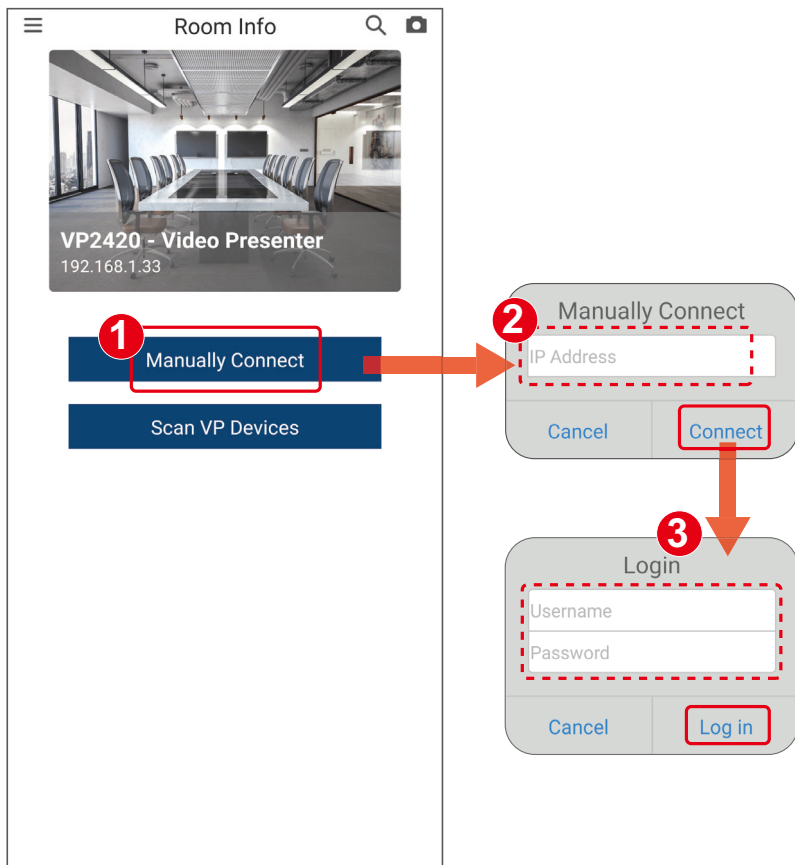 Room Info
VP2420 - Video Presenter
192.168.1.33
1
Manually Connect
Scan VP Devices
2
Manually Connect
IP Address
Cancel
Connect
3
Login
Username
Password
Cancel
Log in